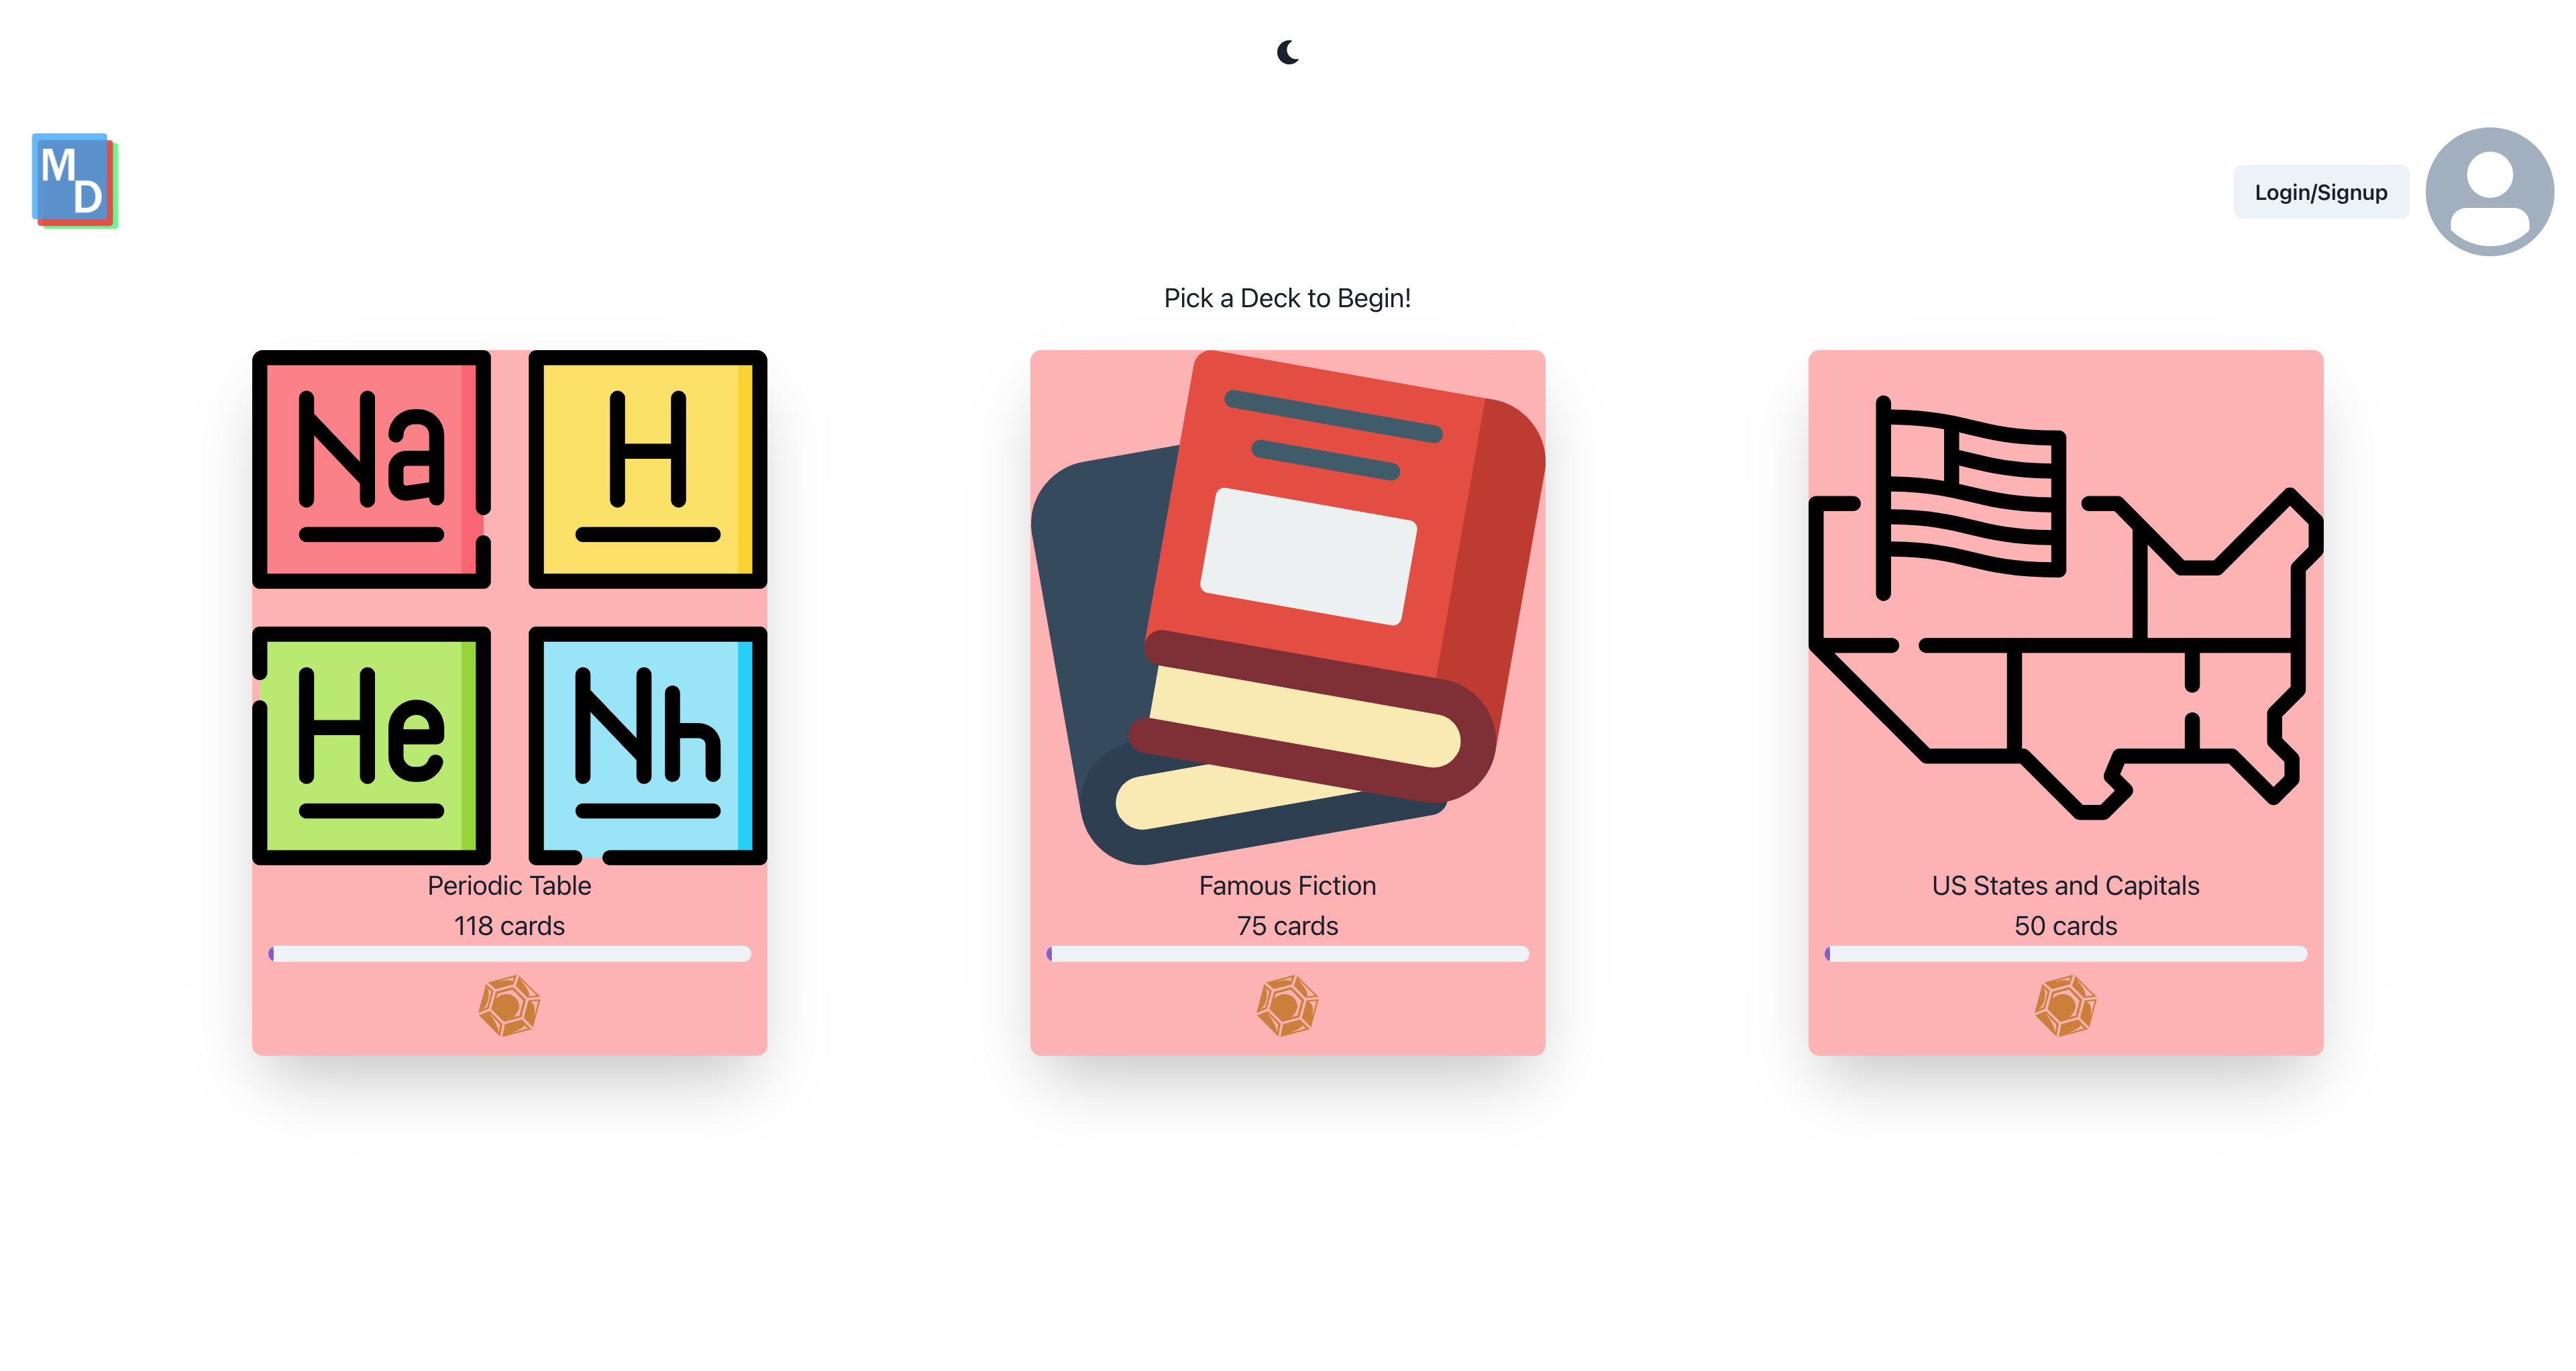 M
D
Login/Signup
Pick a Deck to Begin!
Na
H
He
Nh
Periodic Table
118 cards
Famous Fiction
75 cards
US States and Capitals
50 cards